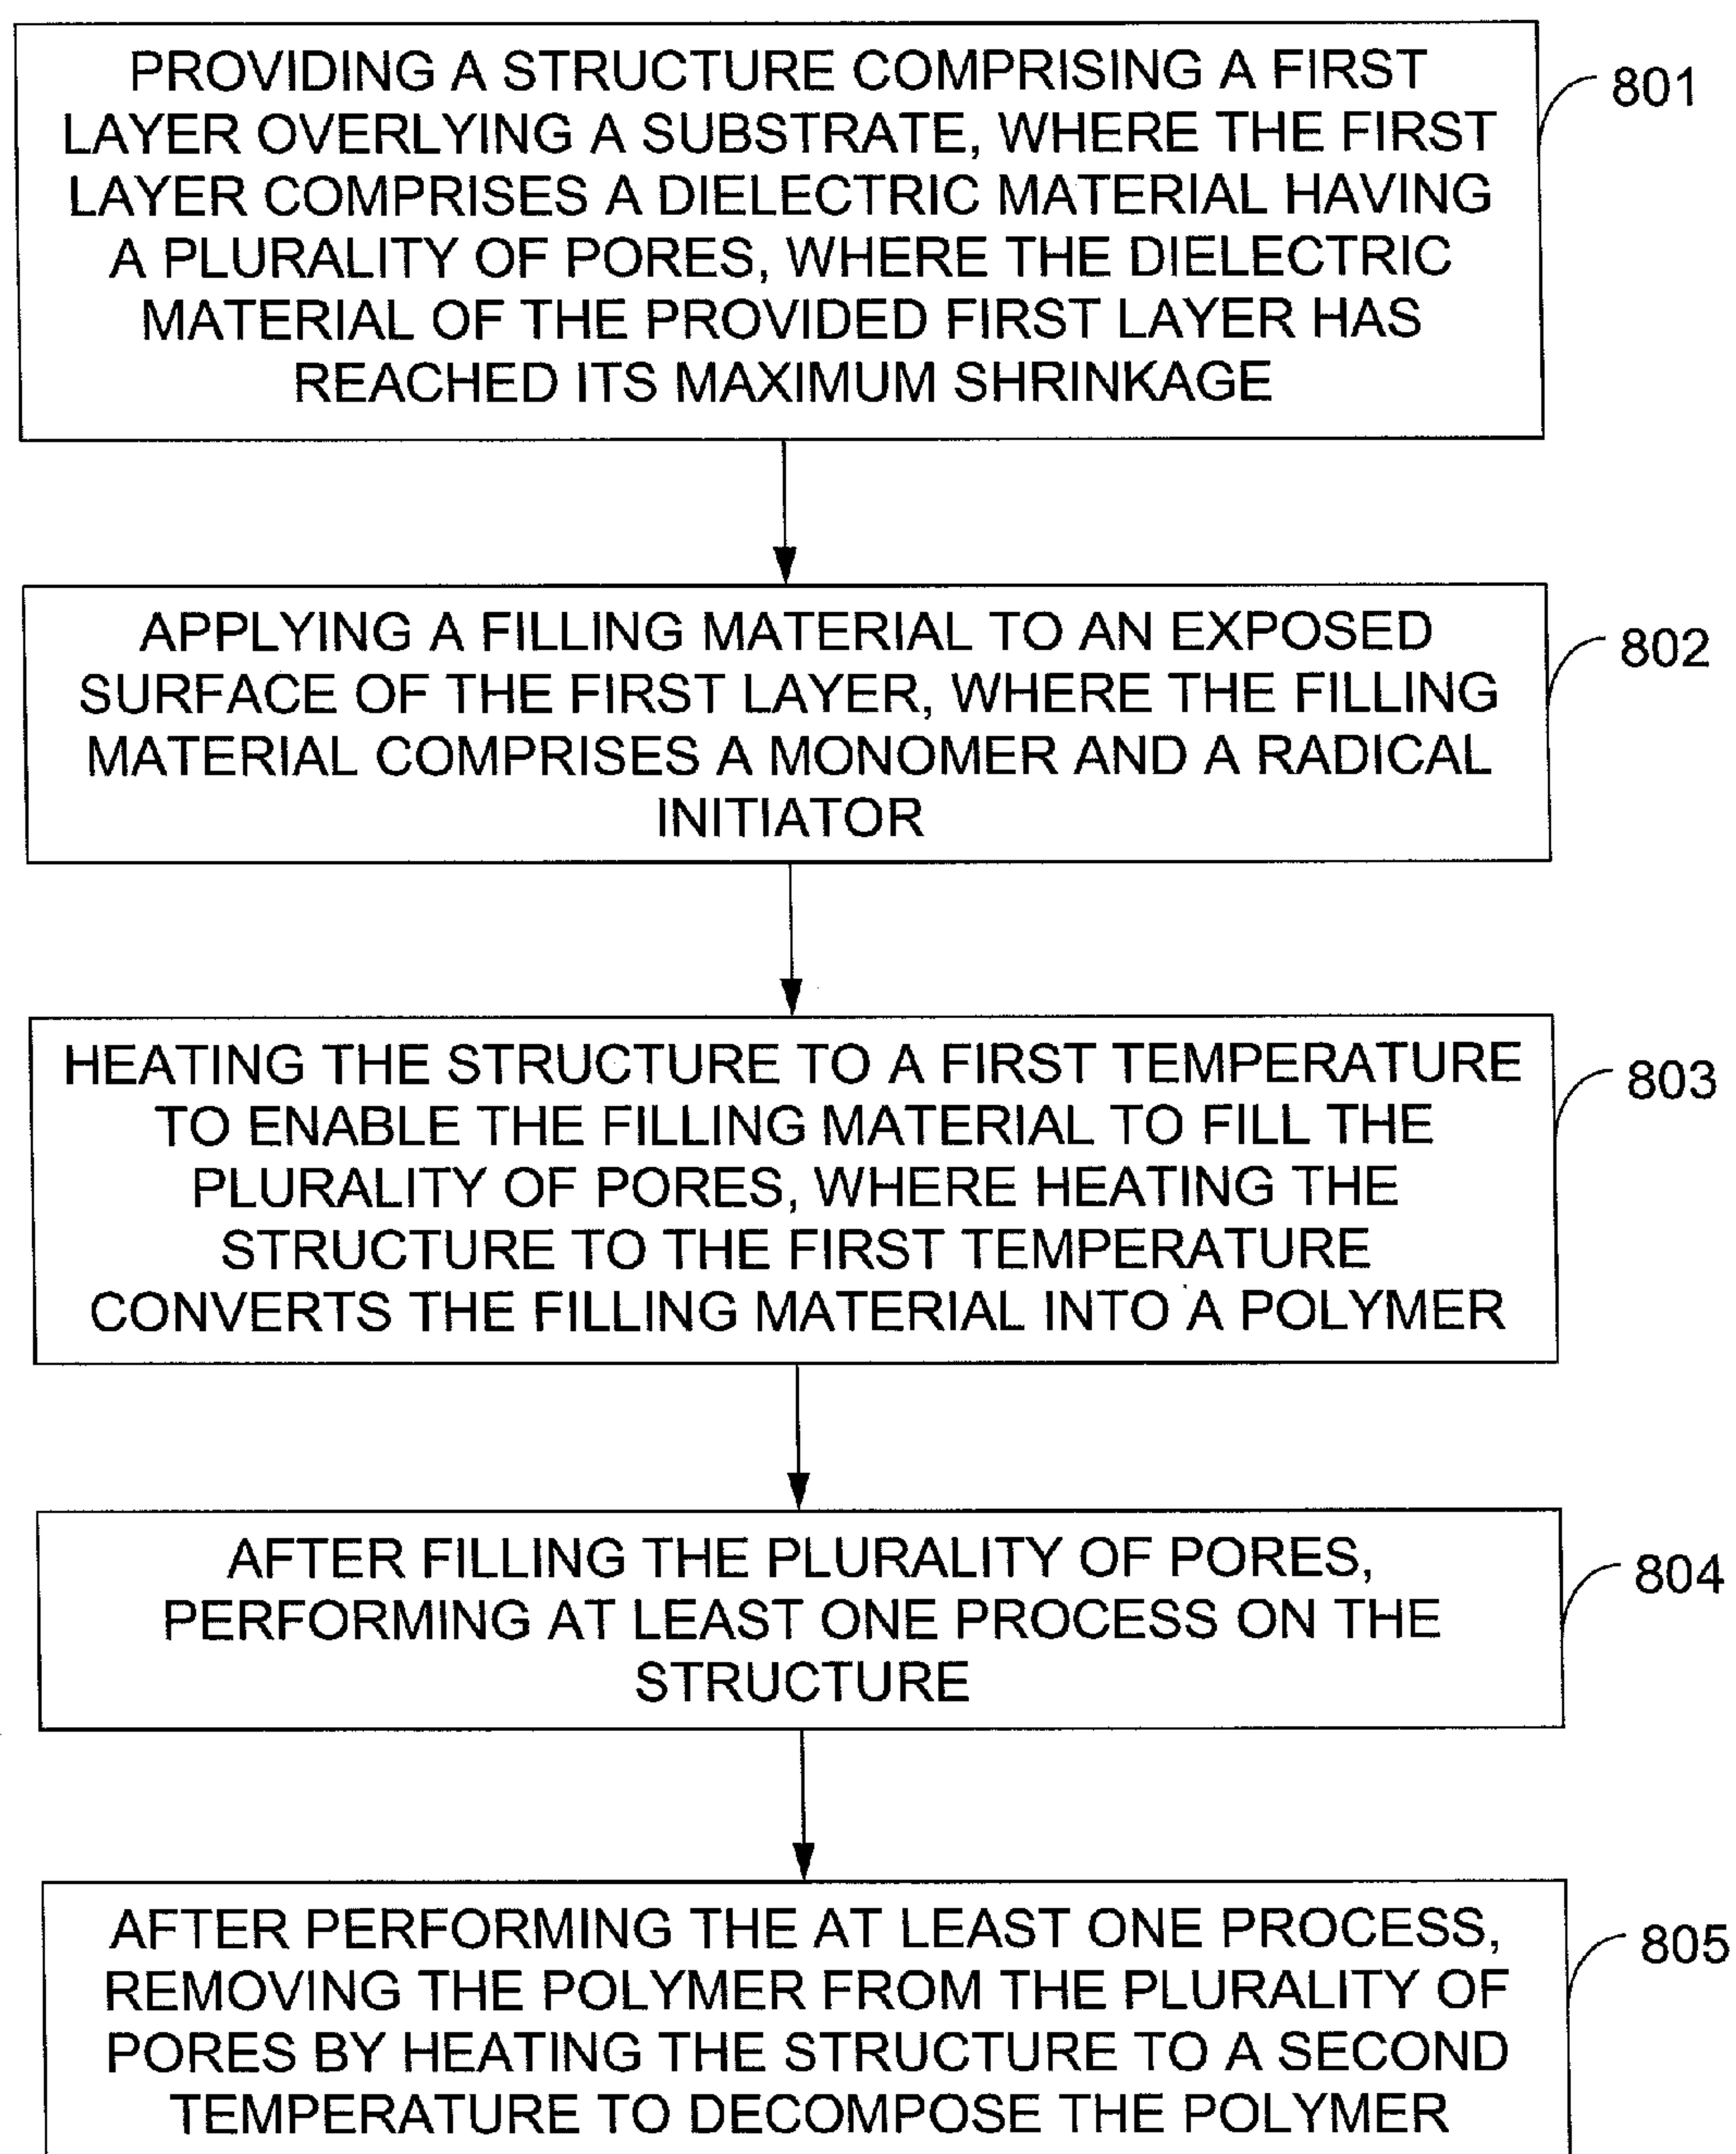 PROVIDING A STRUCTURE COMPRISING A FIRST
LAYER OVERLYING A SUBSTRATE, WHERE THE FIRST
LAYER COMPRISES A DIELECTRIC MATERIAL HAVING
A PLURALITY OF PORES, WHERE THE DIELECTRIC
MATERIAL OF THE PROVIDED FIRST LAYER HAS
REACHED ITS MAXIMUM SHRINKAGE
801
APPLYING A FILLING MATERIAL TO AN EXPOSED
SURFACE OF THE FIRST LAYER, WHERE THE FILLING
MATERIAL COMPRISES A MONOMER AND A RADICAL
INITIATOR
802
HEATING THE STRUCTURE TO A FIRST TEMPERATURE
TO ENABLE THE FILLING MATERIAL TO FILL THE
PLURALITY OF PORES, WHERE HEATING THE
STRUCTURE TO THE FIRST TEMPERATURE
CONVERTS THE FILLING MATERIAL INTO A POLYMER
803
AFTER FILLING THE PLURALITY OF PORES,
PERFORMING AT LEAST ONE PROCESS ON THE
STRUCTURE
804
AFTER PERFORMING THE AT LEAST ONE PROCESS,
REMOVING THE POLYMER FROM THE PLURALITY OF
PORES BY HEATING THE STRUCTURE TO A SECOND
TEMPERATURE TO DECOMPOSE THE POLYMER
805